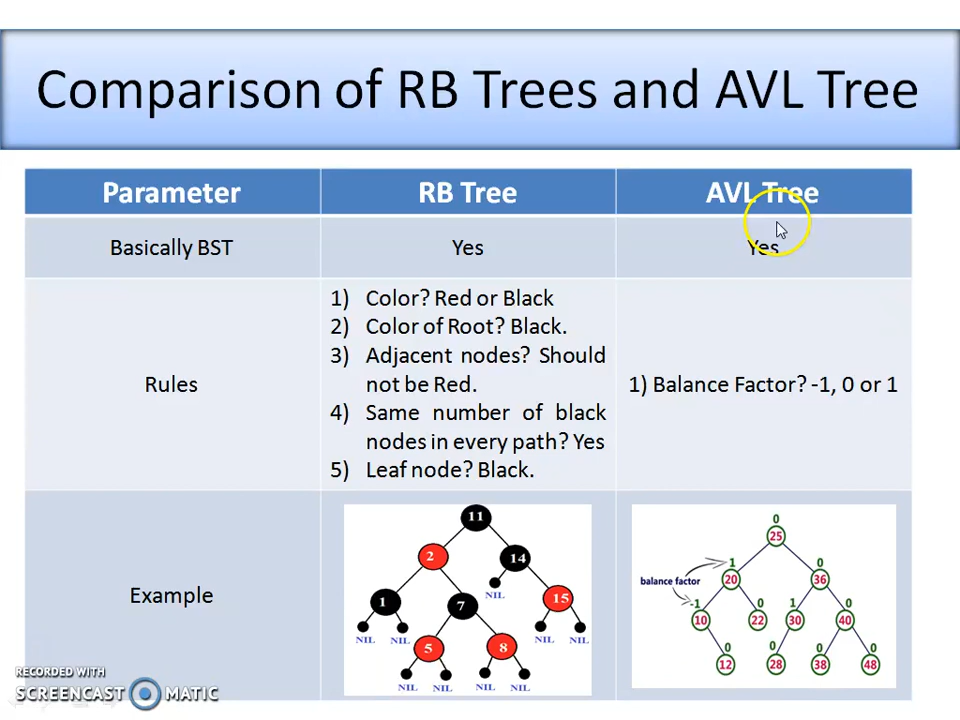 Comparison of RB Trees and AVL Tree
Parameter
RB Tree
AVL Tree
Basically BST
Yes
Yes
Rules
1) Color? Red or Black
2) Color of Root? Black.
3) Adjacent nodes? Should
not be Red.
4) Same number of black
nodes in every path? Yes
5) Leaf node? Black.
1) Balance Factor? -1, 0 or 1
Example
11
2
14
NIL
1
7
15
NIL
NIL
5
8
NIL
NIL
NIL
NIL
NIL
NIL
0
25
balance factor
1
20
0
36
-1
10
0
22
1
30
0
40
0
12
0
28
0
38
0
48
RECORDED WITH
SCREENCAST MATIC